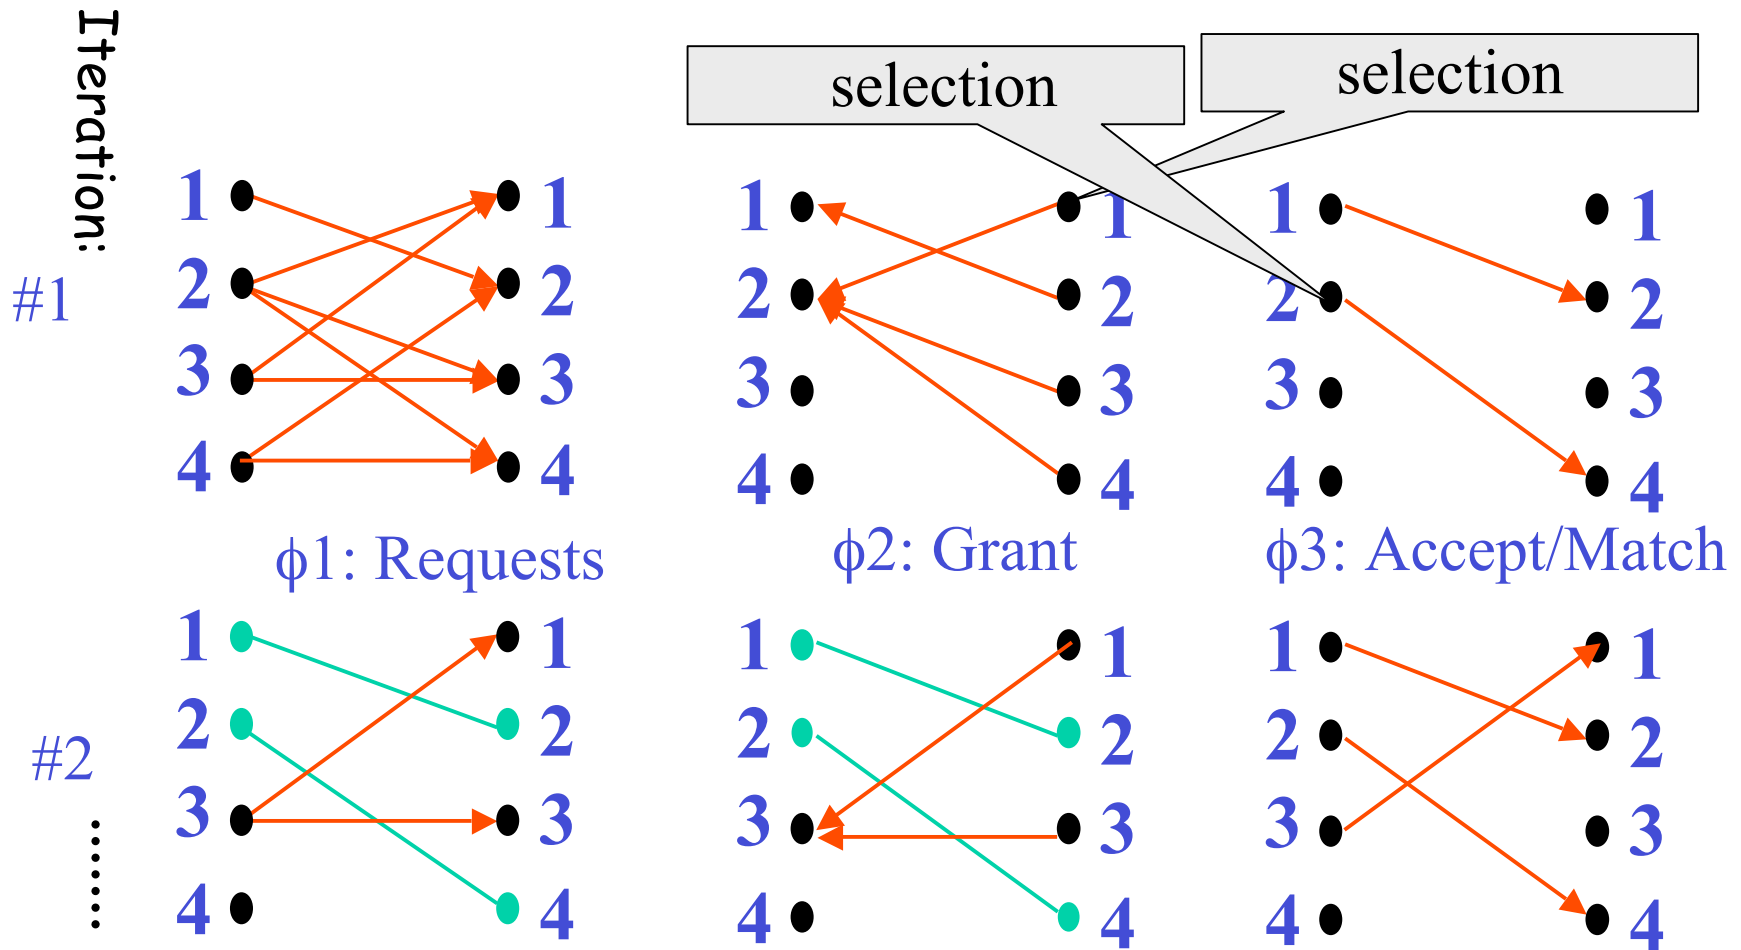 Iteration:
selection
selection
#1
1 1 1 1 1 1
2 2 2 2 2 2
3 3 3 3 3 3
4 4 4 4 4 4
ϕ1: Requests
ϕ2: Grant
ϕ3: Accept/Match
#2
1 1 1 1 1 1
2 2 2 2 2 2
3 3 3 3 3 3
4 4 4 4 4 4